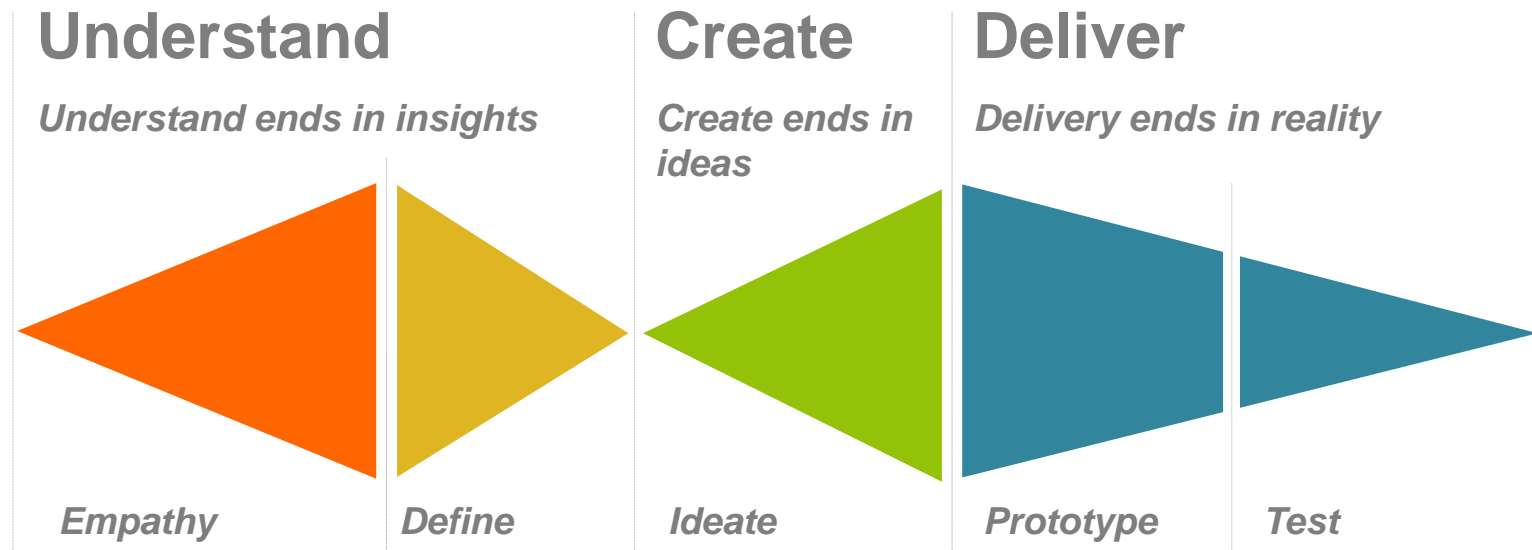 Understand
Create
Deliver
Understand ends in insights
Create ends in
ideas
Delivery ends in reality
Empathy
Define
Ideate
Prototype
Test